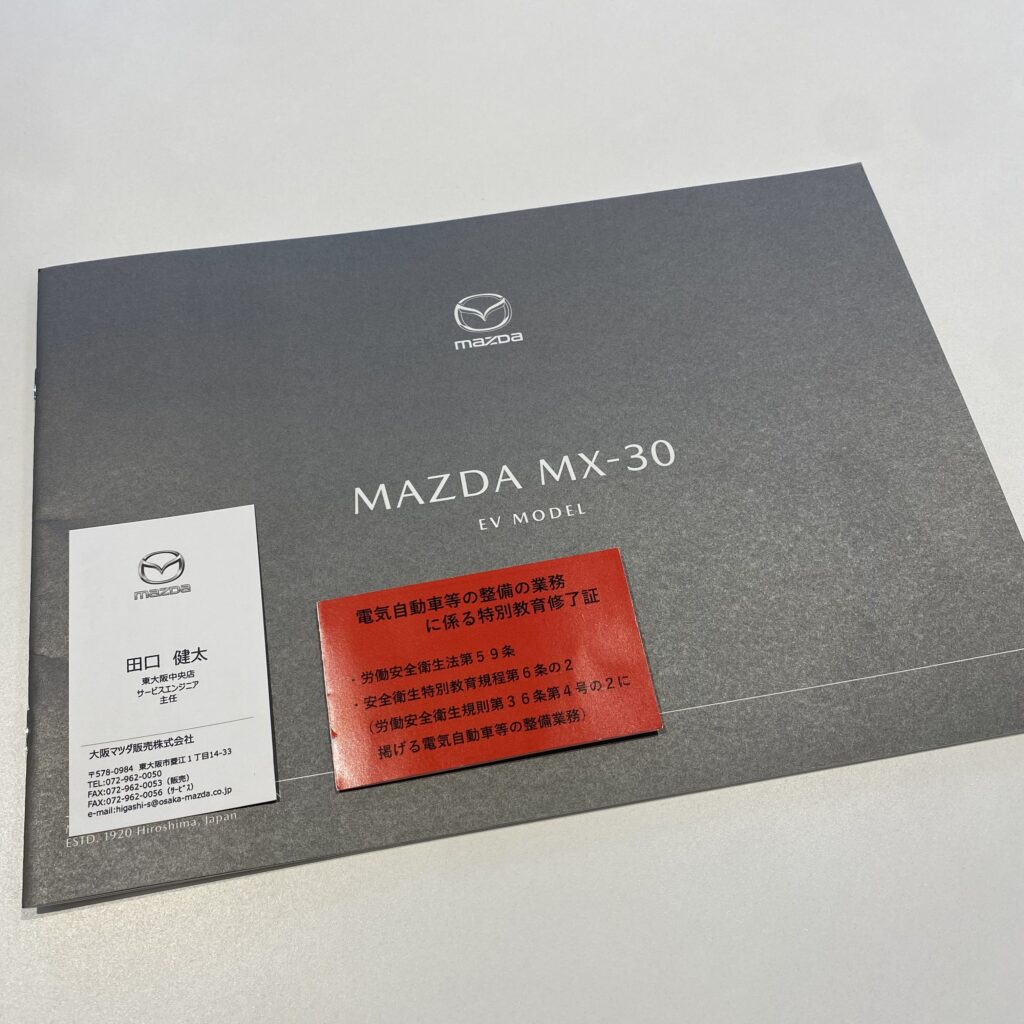 mazda
MAZDA MX-30
EV MODEL
mazda
田口 健太
東大阪中央店
サービスエンジニア
主任
大阪マツダ販売株式会社
〒578-0984 東大阪市菱江1丁目14-33
TEL:072-962-0050
FAX:072-962-0053 (販売)
FAX:072-962-0056 (ｻｰﾋﾞｽ)
e-mail:higashi-s@osaka-mazda.co.jp
電気自動車等の整備の業務
に係る特別教育修了証
・労働安全衛生法第59条
・安全衛生特別教育規程第6条の2
(労働安全衛生規則第36条第4号の2に
掲げる電気自動車等の整備業務)
ESTD. 1920 Hiroshima, Japan